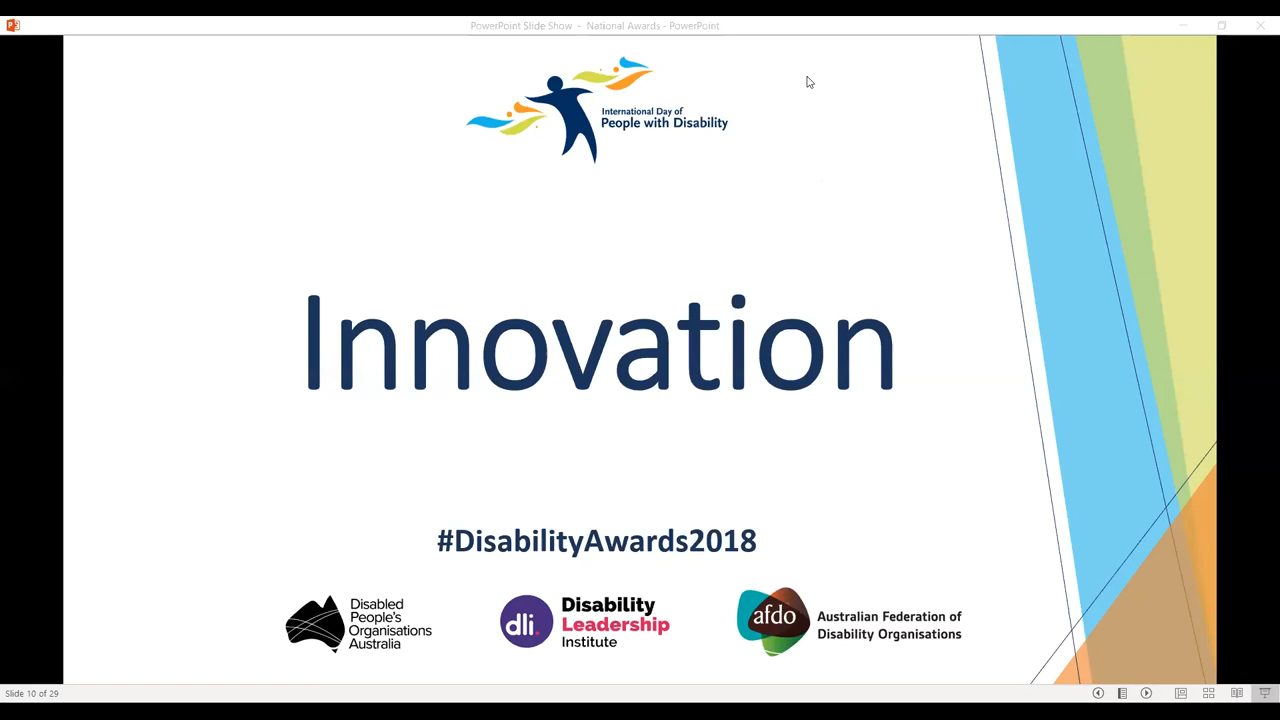 PowerPoint Slide Show - National Awards - PowerPoint
International Day of
People with Disability
Innovation
#DisabilityAwards2018
Disabled
People's
Organisations
Australia
dli.
Disability
Leadership
Institute
afdo
Australian Federation of
Disability Organisations
Slide 10 of 29